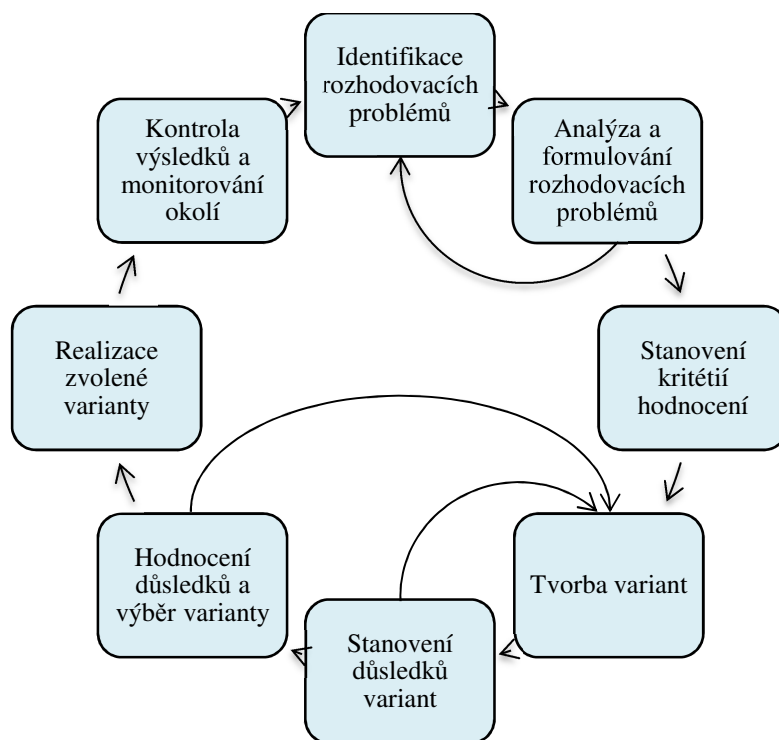 Identifikace
rozhodovacích
problémů
Analýza a
formulování
rozhodovacích
problémů
Stanovení
kritétií
hodnocení
Tvorba variant
Stanovení
důsledků
variant
Hodnocení
důsledků a
výběr varianty
Realizace
zvolené
varianty
Kontrola
výsledků a
monitorování
okolí